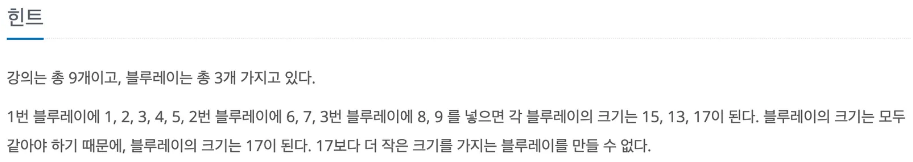 힌트
강의는 총 9개이고, 블루레이는 총 3개 가지고 있다.
1번 블루레이에 1, 2, 3, 4, 5, 2번 블루레이에 6, 7, 3번 블루레이에 8, 9 를 넣으면 각 블루레이의 크기는 15, 13, 17이 된다. 블루레이의 크기는 모두
같아야 하기 때문에, 블루레이의 크기는 17이 된다. 17보다 더 작은 크기를 가지는 블루레이를 만들 수 없다.